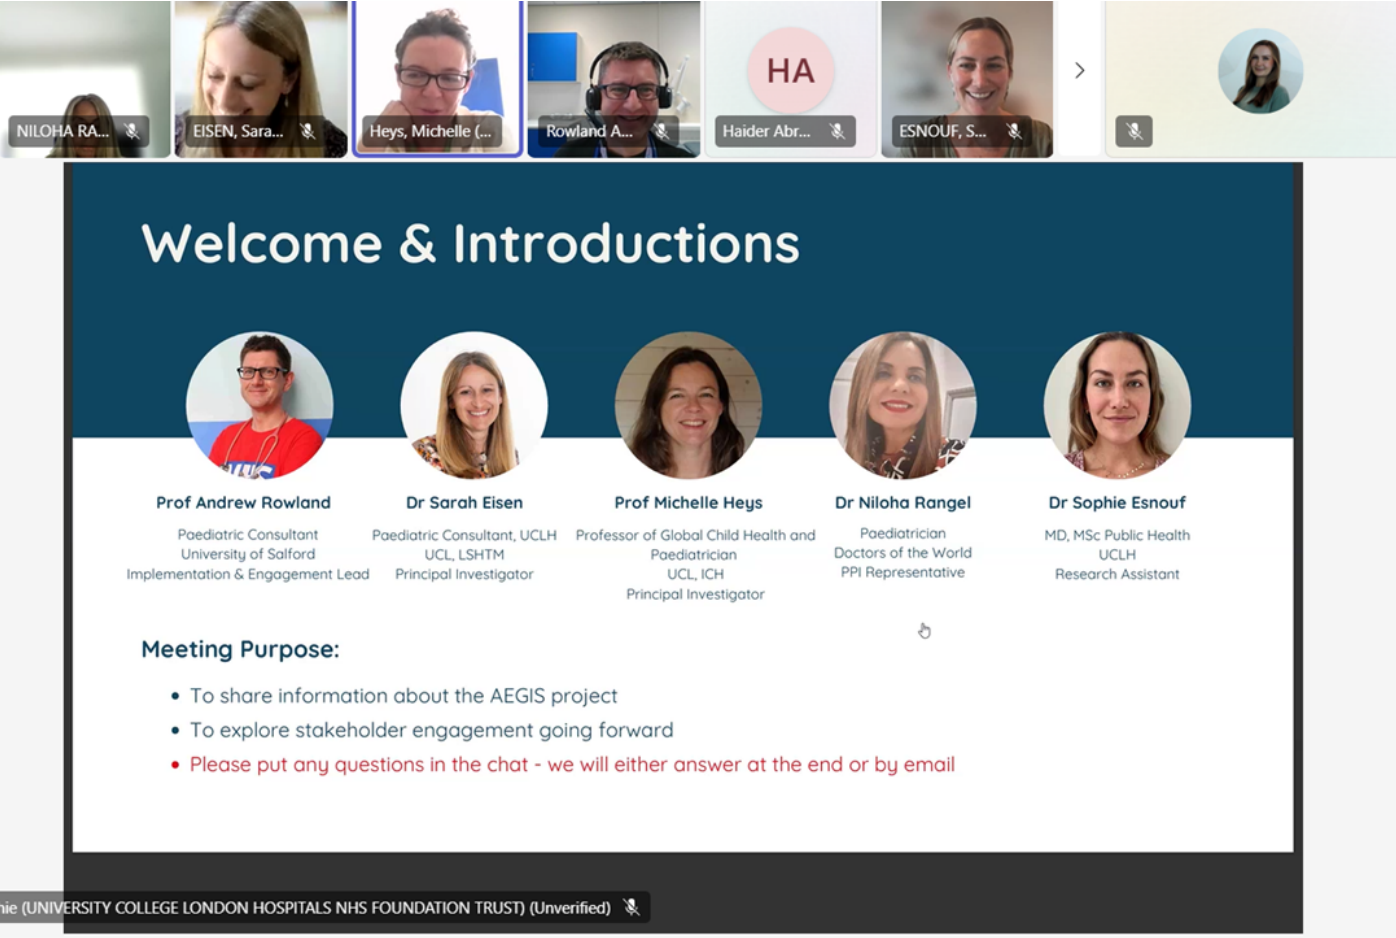 NILOHA RA...
EISEN, Sara...
Heys, Michelle (...
Rowland A...
HA
Haider Abr...
ESNOUF, S...
Welcome & Introductions
Prof Andrew Rowland
Paediatric Consultant
University of Salford
Implementation & Engagement Lead
Dr Sarah Eisen
Paediatric Consultant, UCLH
UCL, LSHTM
Principal Investigator
Prof Michelle Heys
Professor of Global Child Health and
Paediatrician
UCL, ICH
Principal Investigator
Dr Niloha Rangel
Paediatrician
Doctors of the World
PPI Representative
Dr Sophie Esnouf
MD, MSc Public Health
UCLH
Research Assistant
Meeting Purpose:
• To share information about the AEGIS project
• To explore stakeholder engagement going forward
• Please put any questions in the chat - we will either answer at the end or by email
(UNIVERSITY COLLEGE LONDON HOSPITALS NHS FOUNDATION TRUST) (Unverified)